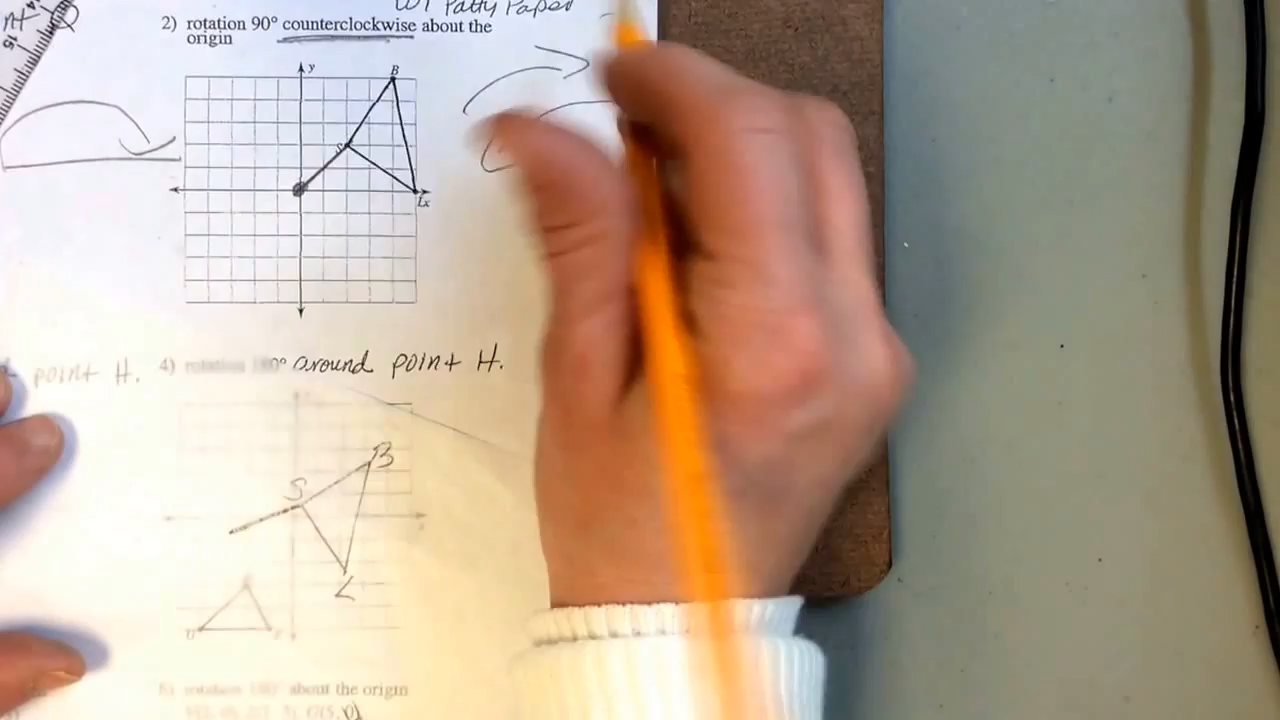 w/ Patty Paper
2) rotation 90° counterclockwise about the
origin
y
B
L
x
point H.
4) rotation 180° around point H.
B
S
L
U
5) rotation 180° about the origin